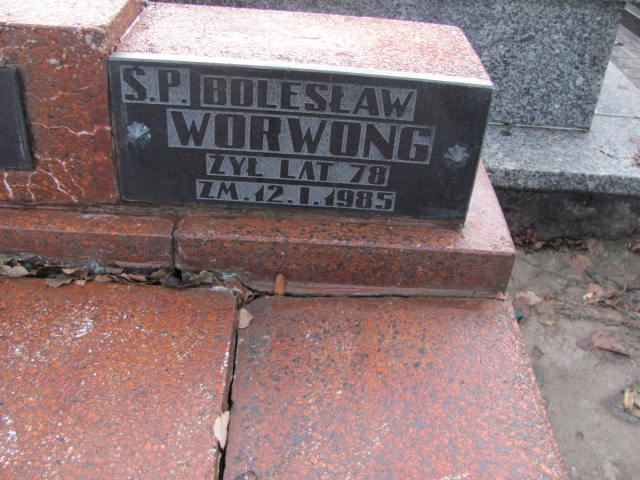 Ś.P. BOLESŁAW
WORWONG
ŻYŁ LAT 78
ZM. 12. I. 1985